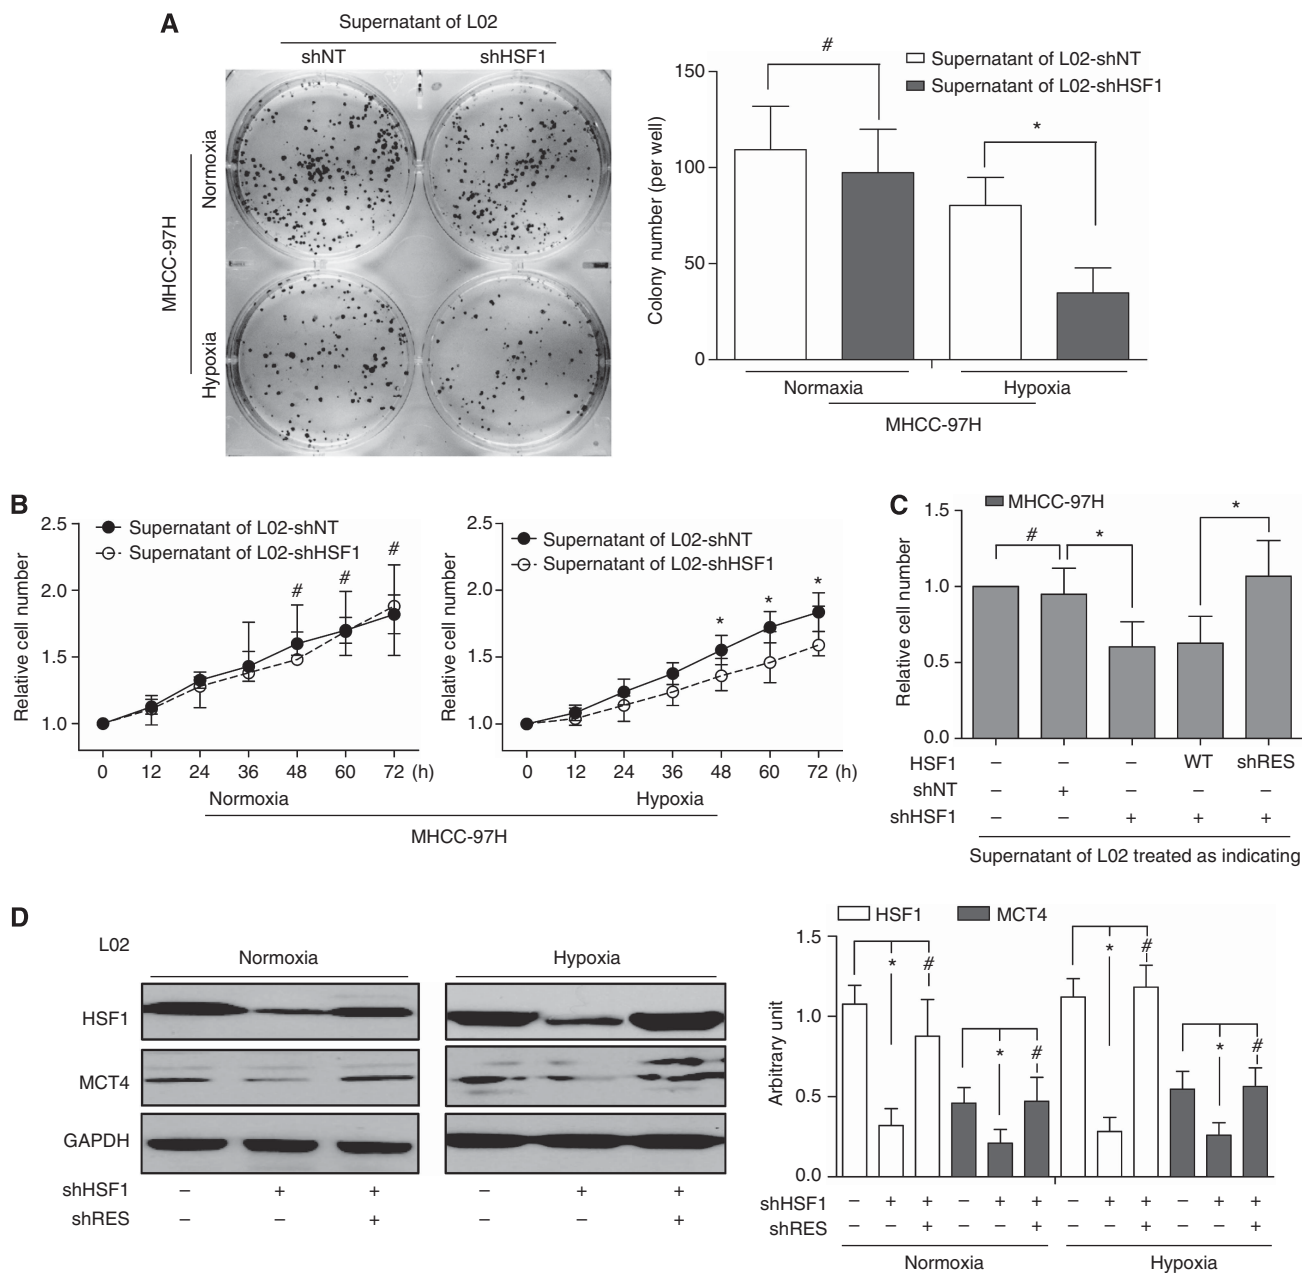 A
Supernatant of L02
shNT shHSF1
Normoxia
Hypoxia
MHCC-97H
Supernatant of L02-shNT
Supernatant of L02-shHSF1
# *
Colony number (per well)
150
100
50
0
Normaxia Hypoxia
MHCC-97H
B
Supernatant of L02-shNT
Supernatant of L02-shHSF1
Relative cell number
2.5
2.0
1.5
1.0
# # #
0 12 24 36 48 60 72 (h)
Normoxia
Supernatant of L02-shNT
Supernatant of L02-shHSF1
Relative cell number
2.5
2.0
1.5
1.0
* * *
0 12 24 36 48 60 72 (h)
Hypoxia
MHCC-97H
C
MHCC-97H
Relative cell number
1.5
1.0
0.5
0.0
# * *
HSF1 – – – WT shRES
shNT – + – – –
shHSF1 – – + + +
Supernatant of L02 treated as indicating
D
L02
Normoxia Hypoxia
HSF1
MCT4
GAPDH
shHSF1 – + + – + +
shRES – – + – – +
HSF1 MCT4
Arbitrary unit
1.5
1.0
0.5
0.0
* # * # * # * #
shHSF1 – + + – + + – + + – + +
shRES – – + – – + – – + – – +
Normoxia Hypoxia